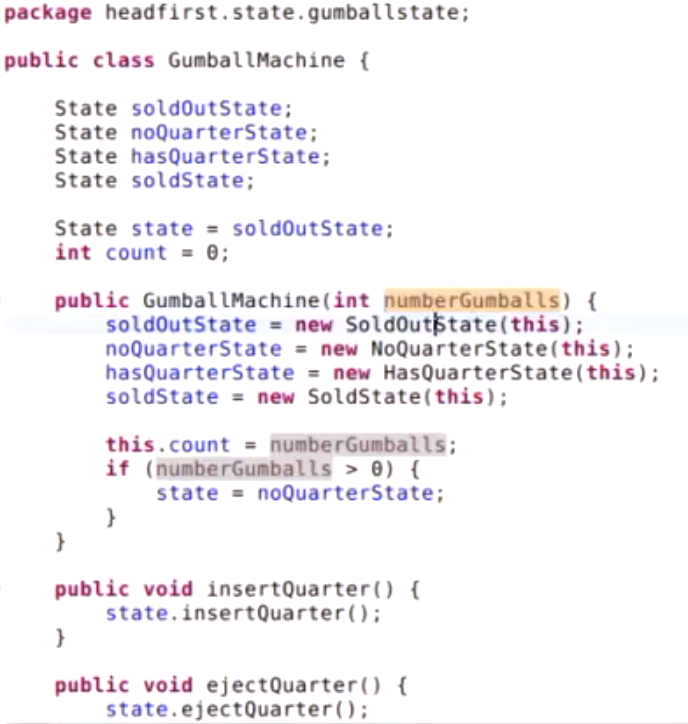 package headfirst.state.gumballstate;
public class GumballMachine {
State soldOutState;
State noQuarterState;
State hasQuarterState;
State soldState;
State state = soldOutState;
int count = 0;
public GumballMachine(int numberGumballs) {
soldOutState = new SoldOutState(this);
noQuarterState = new NoQuarterState(this);
hasQuarterState = new HasQuarterState(this);
soldState = new SoldState(this);
this.count = numberGumballs;
if (numberGumballs > 0) {
state = noQuarterState;
}
}
public void insertQuarter() {
state.insertQuarter();
}
public void ejectQuarter() {
state.ejectQuarter();